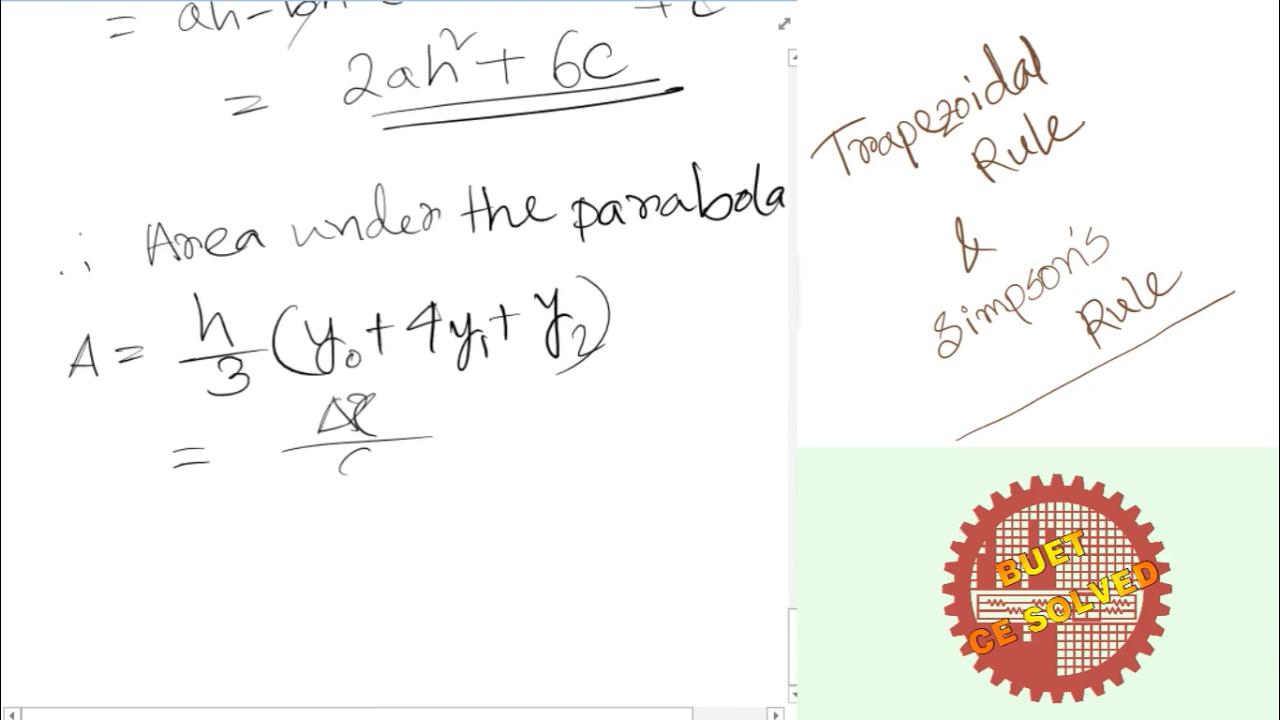 = 2ah² + 6c
∴ Area under the parabola
A = h/3 (y₀ + 4y₁ + y₂)
=
Trapezoidal
Rule
&
Simpson's
Rule
BUET
CE SOLVED